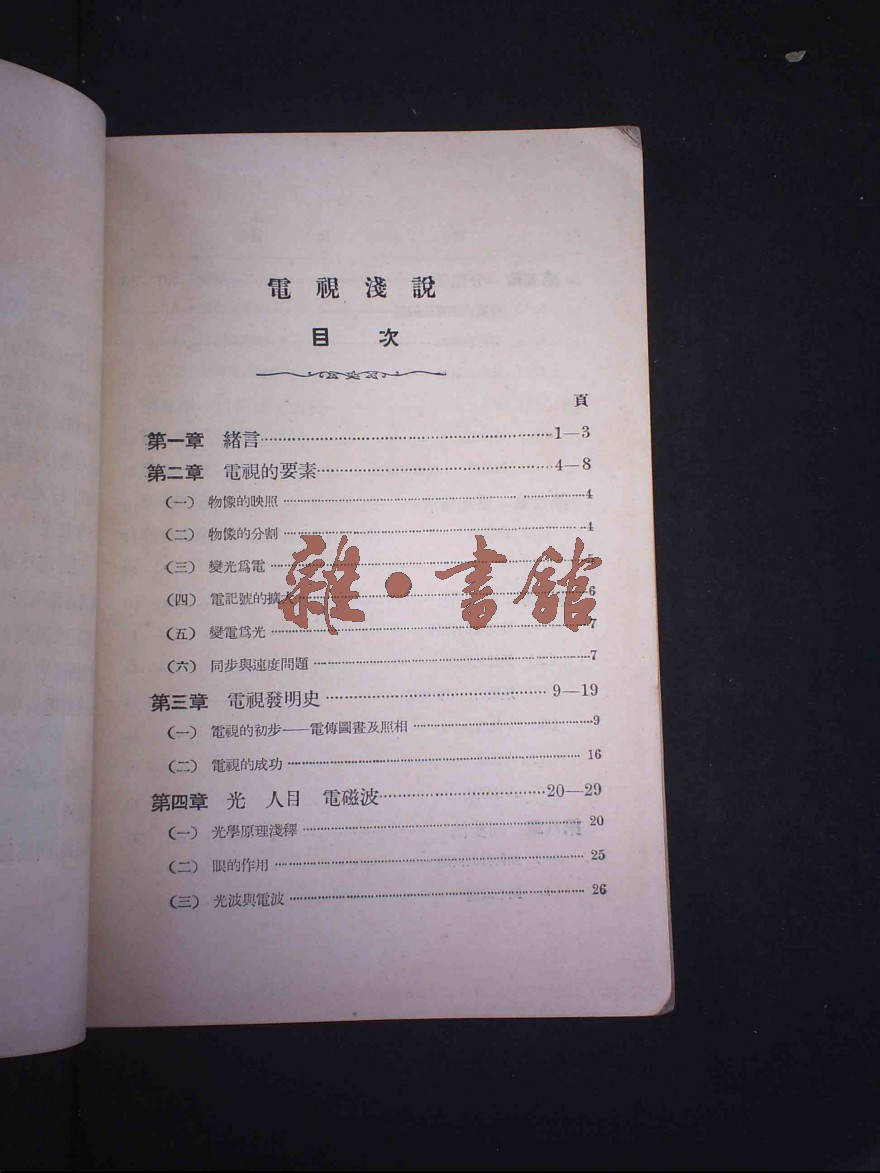 電視淺說
目次
頁
第一章 緒言……1—3
第二章 電視的要素……4—8
(一) 物像的映照……4
(二) 物像的分割……4
(三) 變光爲電……5
(四) 電記號的擴大……6
(五) 變電爲光……7
(六) 同步與速度問題……7
第三章 電視發明史……9—19
(一) 電視的初步——電傳圖畫及照相……9
(二) 電視的成功……16
第四章 光 人目 電磁波……20—29
(一) 光學原理淺釋……20
(二) 眼的作用……25
(三) 光波與電波……26
雜·書館